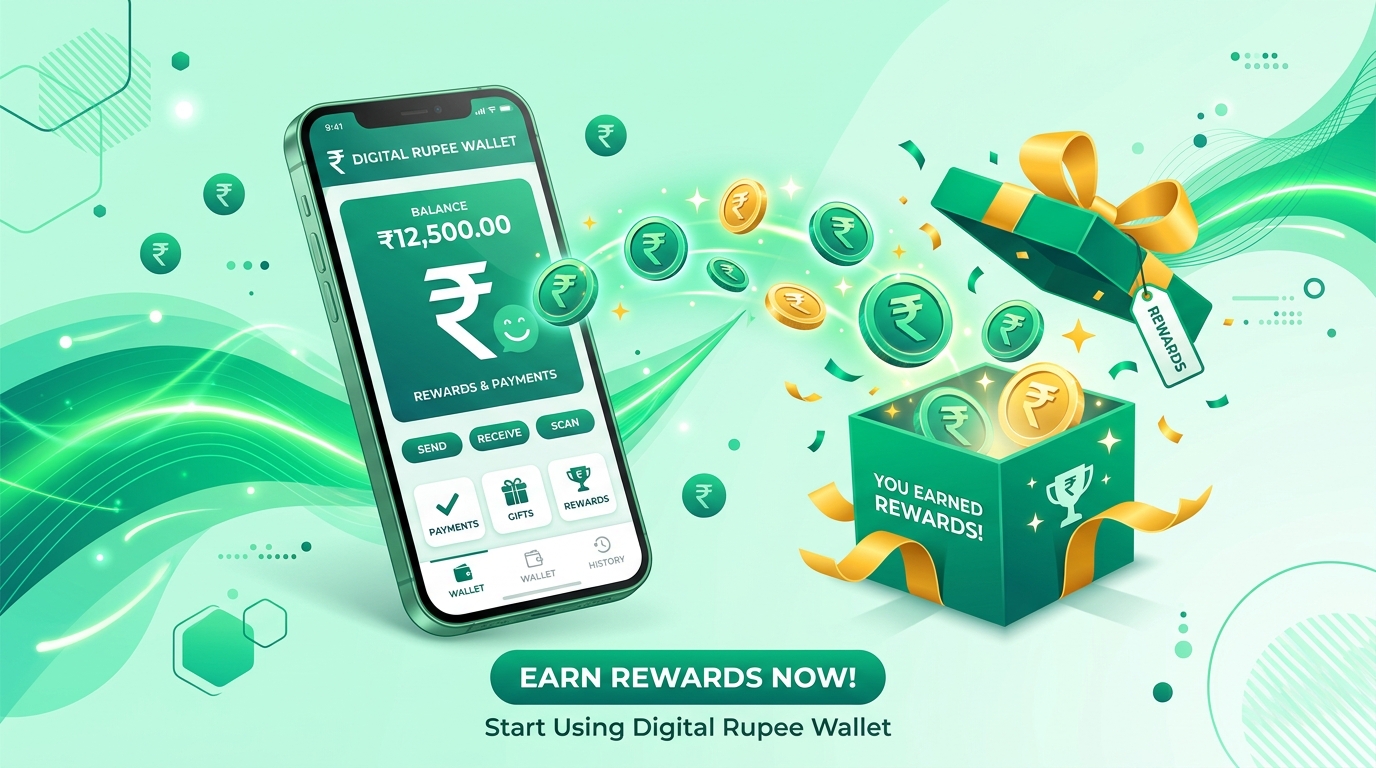 9:41
₹ DIGITAL RUPEE WALLET
BALANCE
₹12,500.00
₹
REWARDS & PAYMENTS
SEND
RECEIVE
SCAN
PAYMENTS
GIFTS
REWARDS
WALLET
WALLET
HISTORY
REWARDS
YOU EARNED
REWARDS!
EARN REWARDS NOW!
Start Using Digital Rupee Wallet